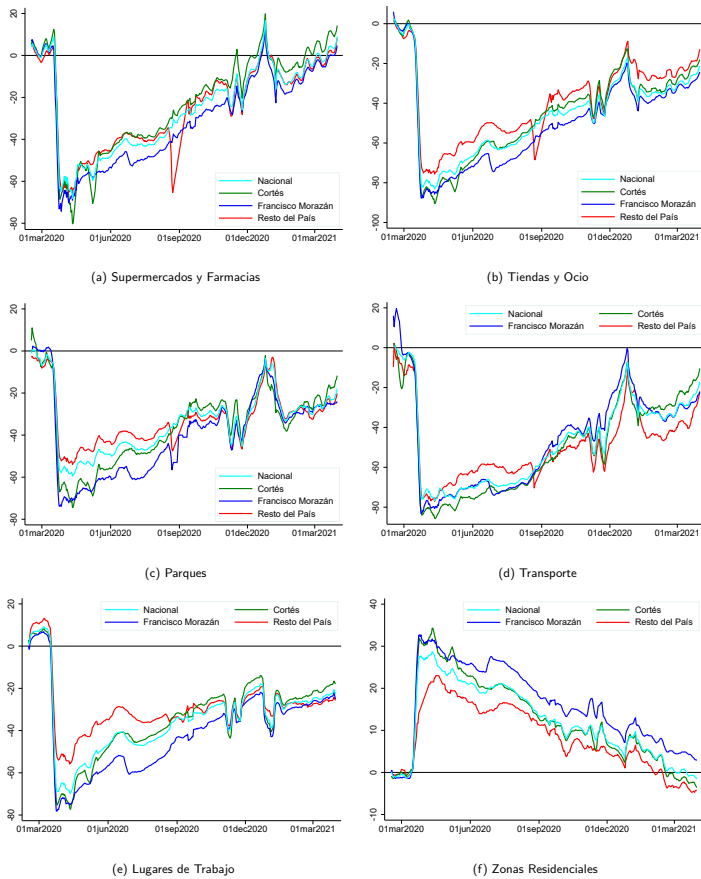 20
0
-20
-40
-60
-80
01mar2020 01jun2020 01sep2020 01dec2020 01mar2021
Nacional
Cortés
Francisco Morazán
Resto del País
(a) Supermercados y Farmacias
0
-20
-40
-60
-80
-100
01mar2020 01jun2020 01sep2020 01dec2020 01mar2021
Nacional
Cortés
Francisco Morazán
Resto del País
(b) Tiendas y Ocio
20
0
-20
-40
-60
-80
01mar2020 01jun2020 01sep2020 01dec2020 01mar2021
Nacional
Cortés
Francisco Morazán
Resto del País
(c) Parques
20
0
-20
-40
-60
-80
01mar2020 01jun2020 01sep2020 01dec2020 01mar2021
Nacional Cortés
Francisco Morazán Resto del País
(d) Transporte
20
0
-20
-40
-60
-80
01mar2020 01jun2020 01sep2020 01dec2020 01mar2021
Nacional Cortés
Francisco Morazán Resto del País
(e) Lugares de Trabajo
40
30
20
10
0
-10
01mar2020 01jun2020 01sep2020 01dec2020 01mar2021
Nacional Cortés
Francisco Morazán Resto del País
(f) Zonas Residenciales